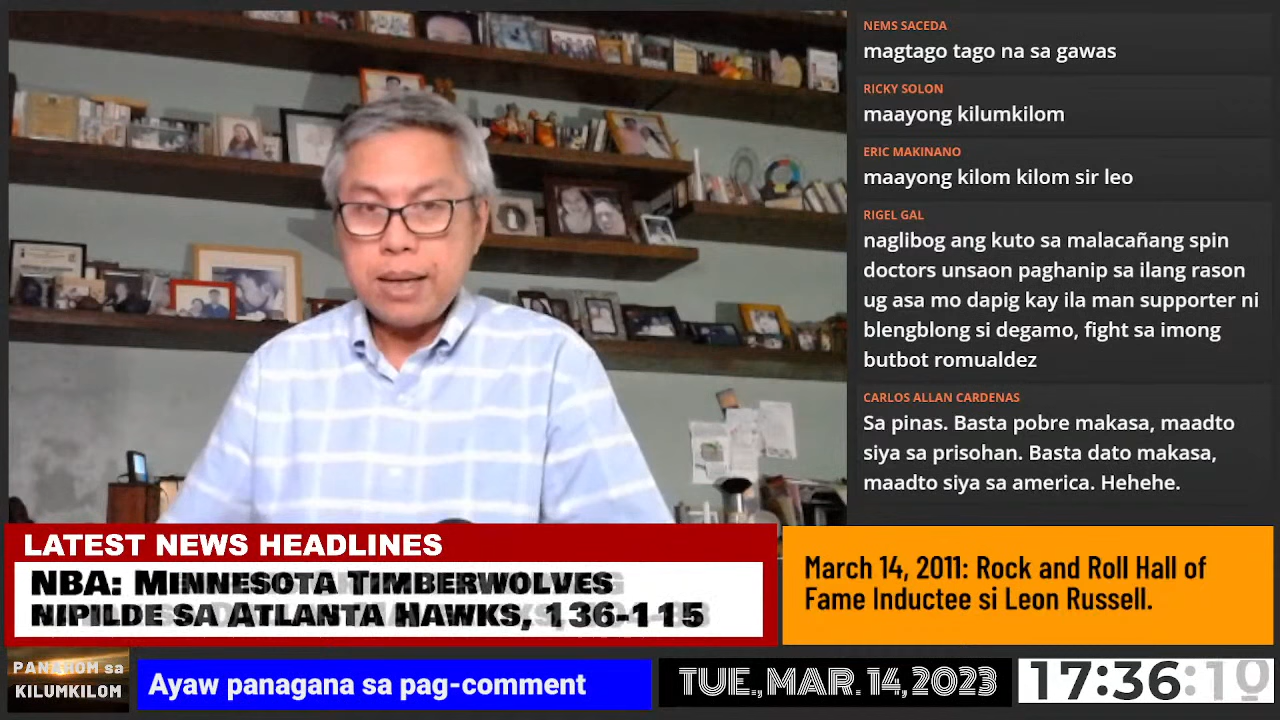 NEMS SACEDA
magtago tago na sa gawas
RICKY SOLON
maayong kilumkilom
ERIC MAKINANO
maayong kilom kilom sir leo
RIGEL GAL
naglibog ang kuto sa malacañang spin
doctors unsaon paghanip sa ilang rason
ug asa mo dapig kay ila man supporter ni
blengblong si degamo, fight sa imong
butbot romualdez
CARLOS ALLAN CARDENAS
Sa pinas. Basta pobre makasa, maadto
siya sa prisohan. Basta dato makasa,
maadto siya sa america. Hehehe.
LATEST NEWS HEADLINES
NBA: MINNESOTA TIMBERWOLVES
NIPILDE SA ATLANTA HAWKS, 136-115
March 14, 2011: Rock and Roll Hall of
Fame Inductee si Leon Russell.
PANAHOM sa
KILUMKILOM
Ayaw panagana sa pag-comment
TUE., MAR. 14, 2023
17:36:10